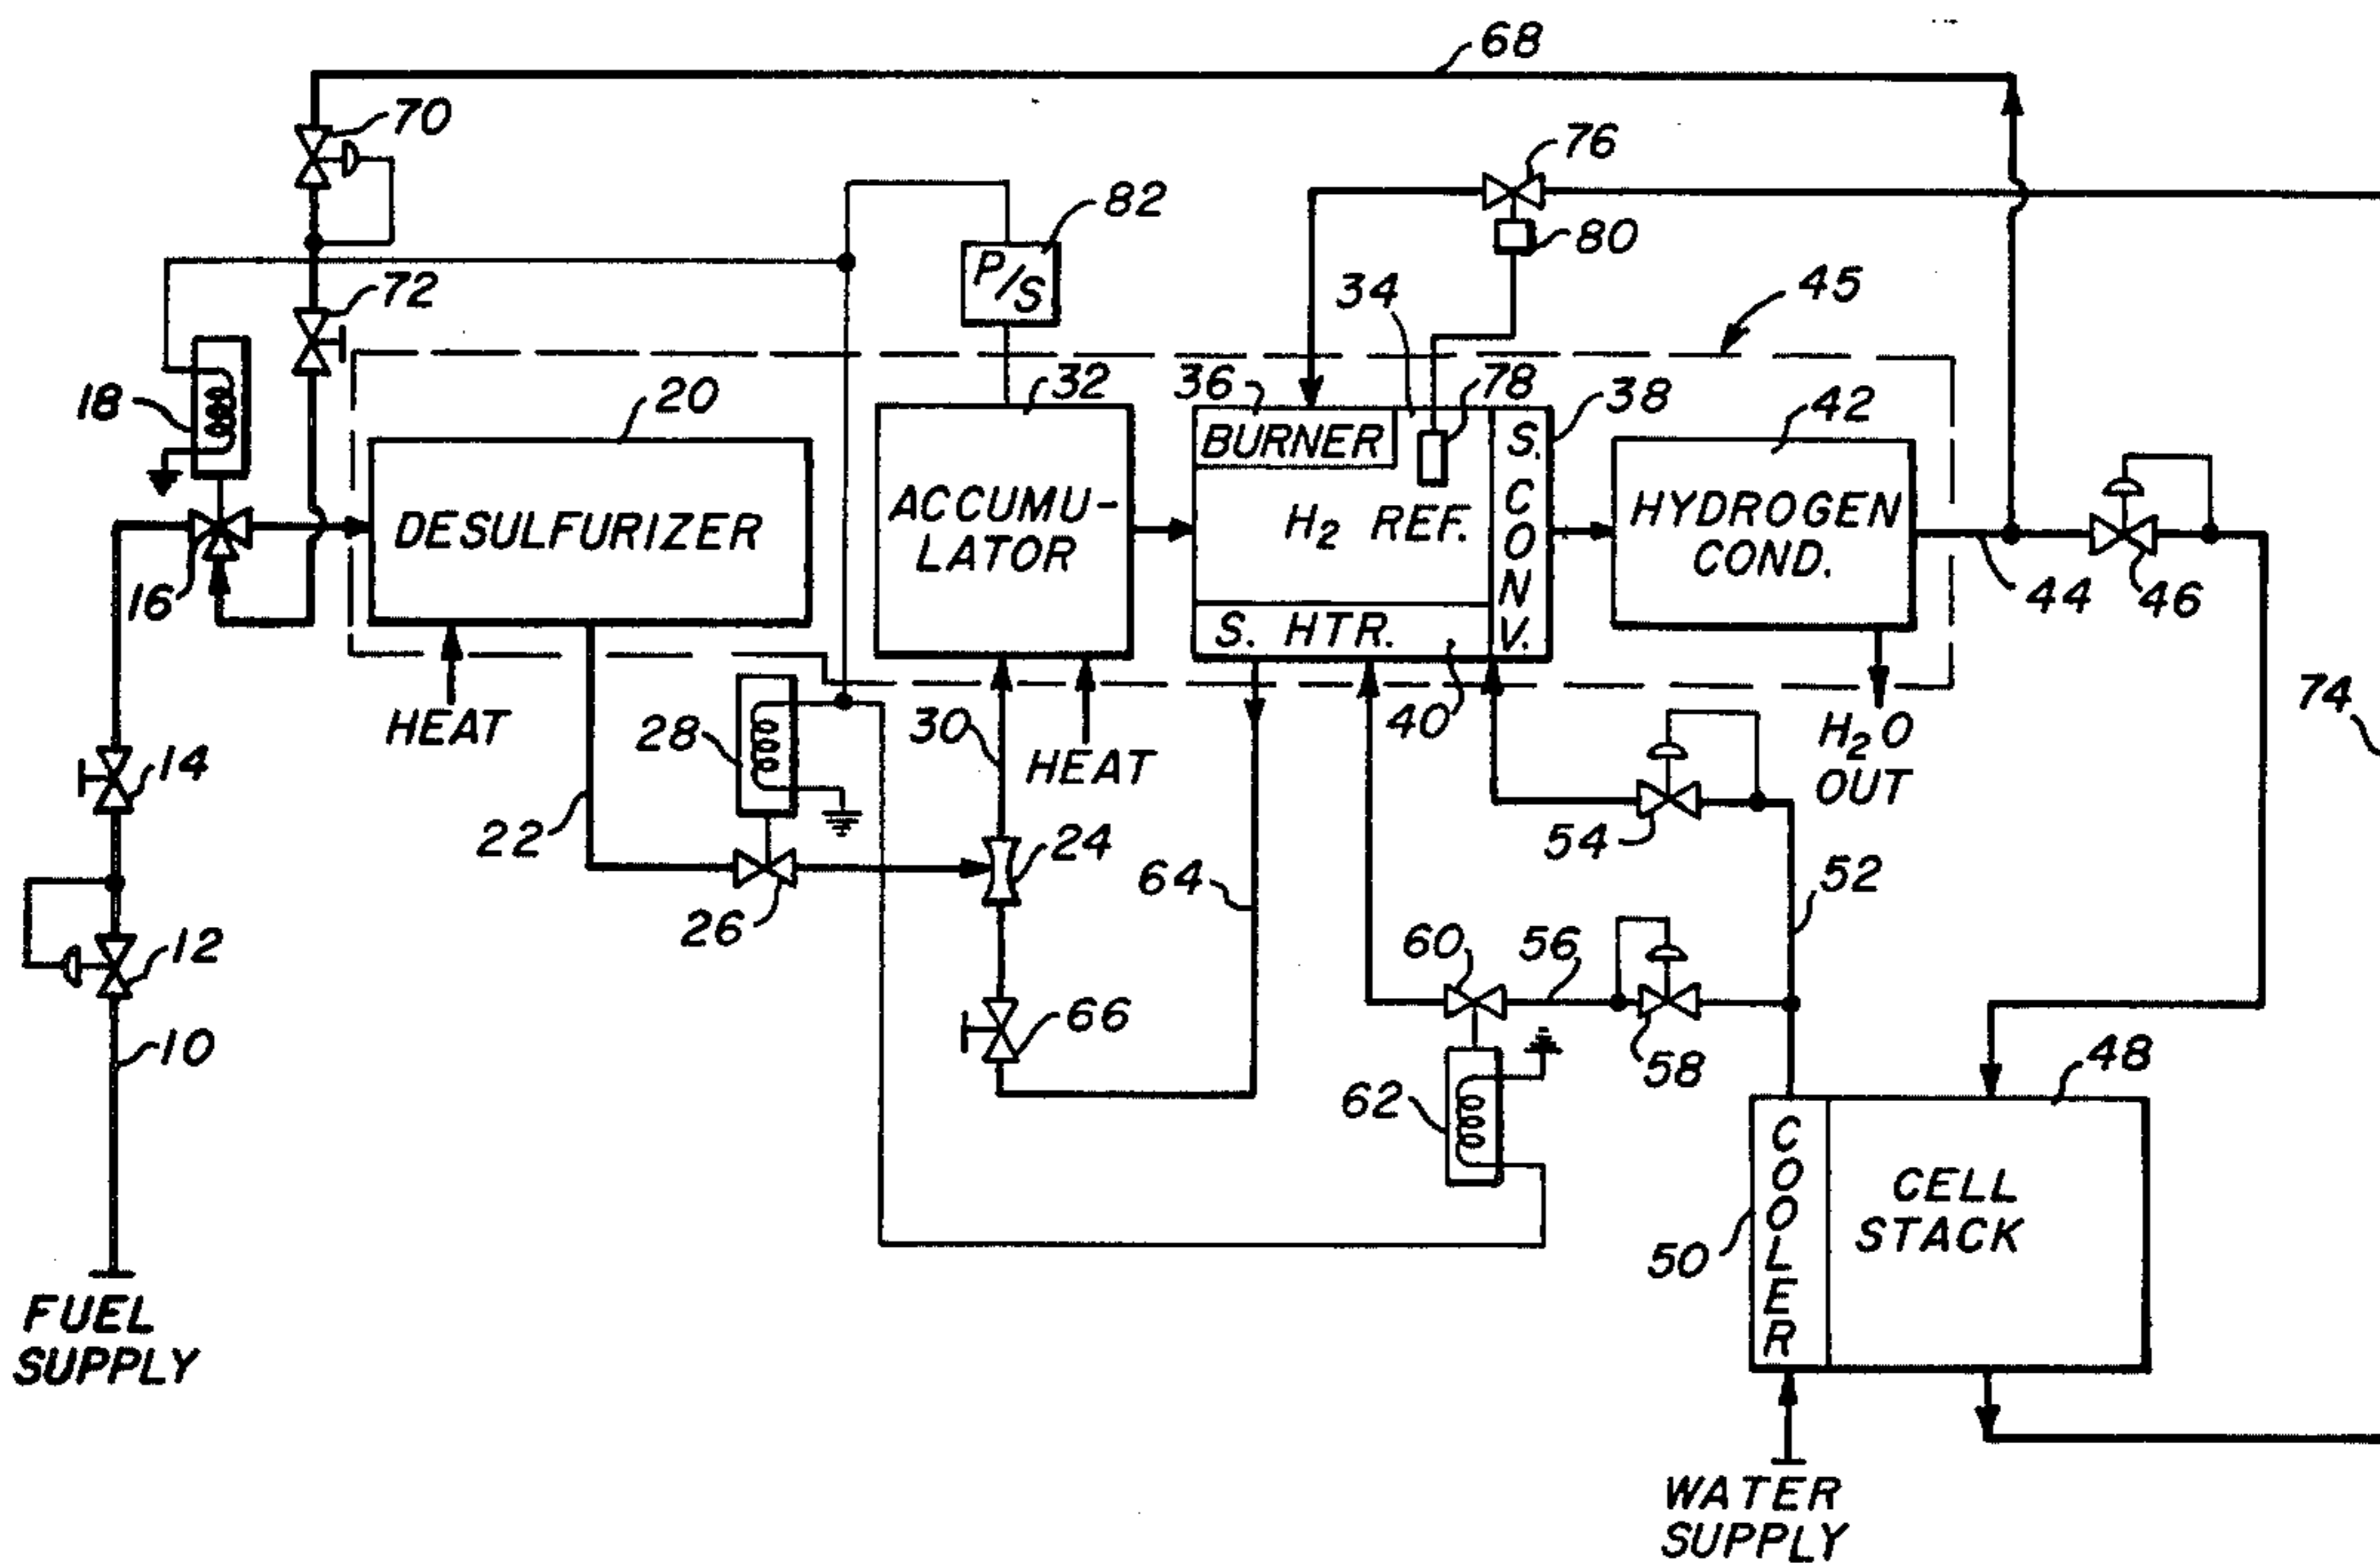 68
70
76
82
P/S
80
34
45
72
18
20
32
36
78
38
42
BURNER
S. CONV.
ACCUMU-
LATOR
DESULFURIZER
H2 REF.
HYDROGEN
COND.
16
S. HTR.
44
46
HEAT
28
30
HEAT
40
H2O
OUT
74
14
22
24
54
64
52
26
12
60
56
10
66
58
48
62
COOLER
CELL
STACK
50
FUEL
SUPPLY
WATER
SUPPLY